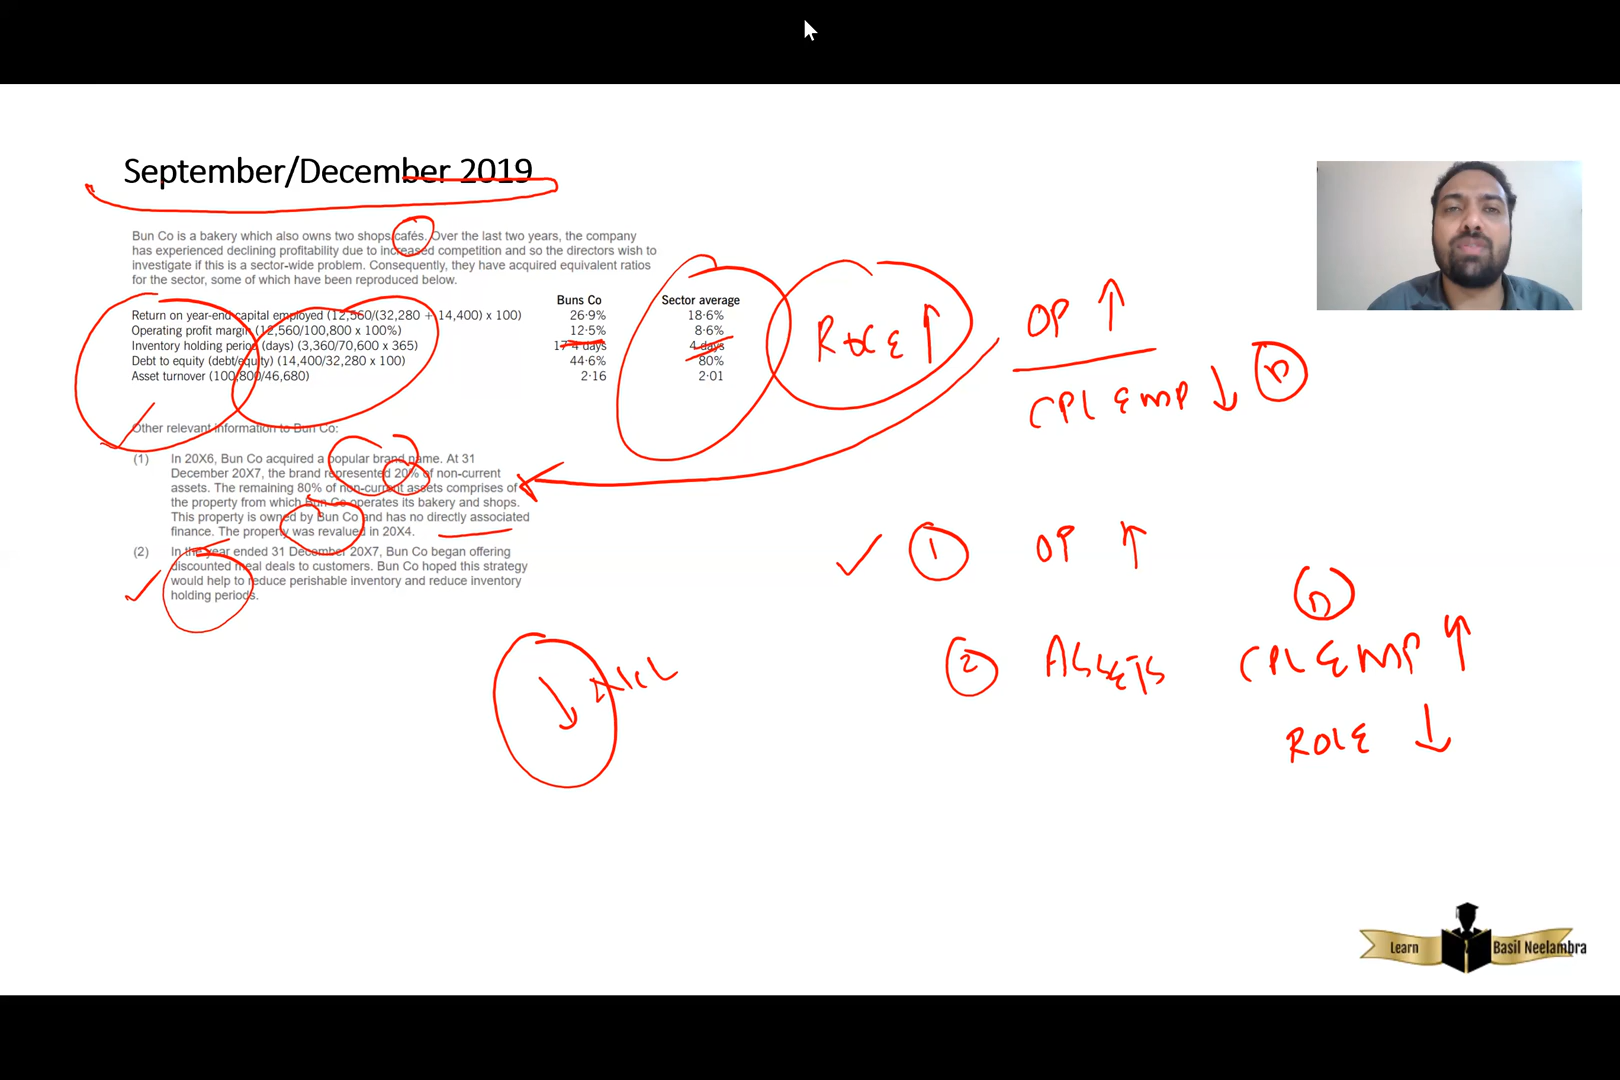 September/December 2019
Bun Co is a bakery which also owns two shops cafés. Over the last two years, the company
has experienced declining profitability due to increased competition and so the directors wish to
investigate if this is a sector-wide problem. Consequently, they have acquired equivalent ratios
for the sector, some of which have been reproduced below.
Buns Co Sector average
Return on year-end capital employed (12,560/(32,280 + 14,400) x 100) 26·9% 18·6%
Operating profit margin (12,560/100,800 x 100%) 12·5% 8·6%
Inventory holding period (days) (3,360/70,600 x 365) 17·4 days 4 days
Debt to equity (debt/equity) (14,400/32,280 x 100) 44·6% 80%
Asset turnover (100,800/46,680) 2·16 2·01
Other relevant information to Bun Co:
(1) In 20X6, Bun Co acquired a popular brand name. At 31
December 20X7, the brand represented 20% of non-current
assets. The remaining 80% of non-current assets comprises of
the property from which Bun Co operates its bakery and shops.
This property is owned by Bun Co and has no directly associated
finance. The property was revalued in 20X4.
(2) In the year ended 31 December 20X7, Bun Co began offering
discounted meal deals to customers. Bun Co hoped this strategy
would help to reduce perishable inventory and reduce inventory
holding periods.
ROCE ↑
OP ↑
CPL EMP ↓ D
1 OP ↑
D
2 ASSETS CPL EMP ↑
ROCE ↓
↓
Learn Basil Neelambra